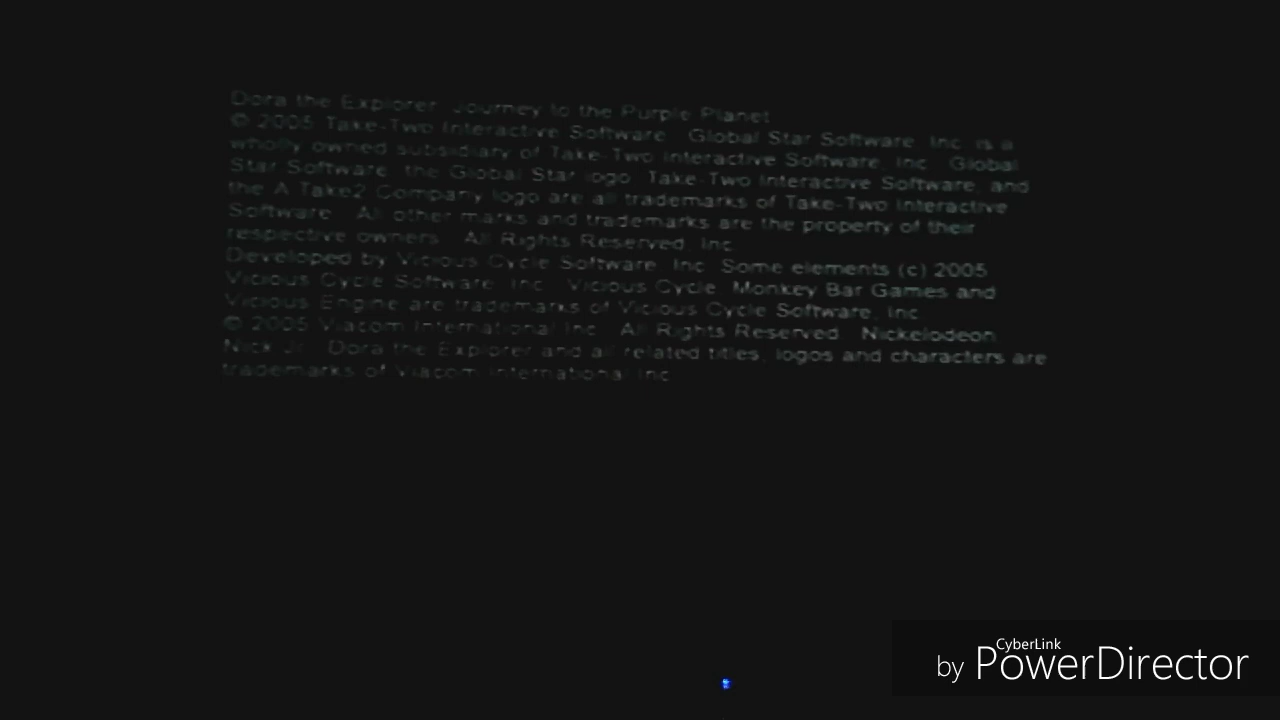 Dora the Explorer Journey to the Purple Planet
© 2005 Take-Two Interactive Software. Global Star Software, Inc. is a
wholly owned subsidiary of Take-Two Interactive Software, Inc. Global
Star Software, the Global Star logo, Take-Two Interactive Software, and
the A Take2 Company logo are all trademarks of Take-Two Interactive
Software. All other marks and trademarks are the property of their
respective owners. All Rights Reserved, Inc.
Developed by Vicious Cycle Software, Inc. Some elements (c) 2005
Vicious Cycle Software, Inc. Vicious Cycle, Monkey Bar Games and
Vicious Engine are trademarks of Vicious Cycle Software, Inc.
© 2005 Viacom International Inc. All Rights Reserved. Nickelodeon
Nick Jr. Dora the Explorer and all related titles, logos and characters are
trademarks of Viacom International Inc.
by CyberLink PowerDirector